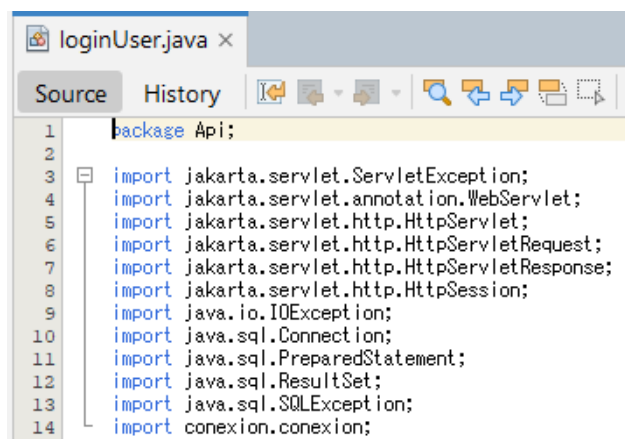 loginUser.java ×
Source History
1 package Api;
2
3 import jakarta.servlet.ServletException;
4 import jakarta.servlet.annotation.WebServlet;
5 import jakarta.servlet.http.HttpServlet;
6 import jakarta.servlet.http.HttpServletRequest;
7 import jakarta.servlet.http.HttpServletResponse;
8 import jakarta.servlet.http.HttpSession;
9 import java.io.IOException;
10 import java.sql.Connection;
11 import java.sql.PreparedStatement;
12 import java.sql.ResultSet;
13 import java.sql.SQLException;
14 import conexion.conexion;